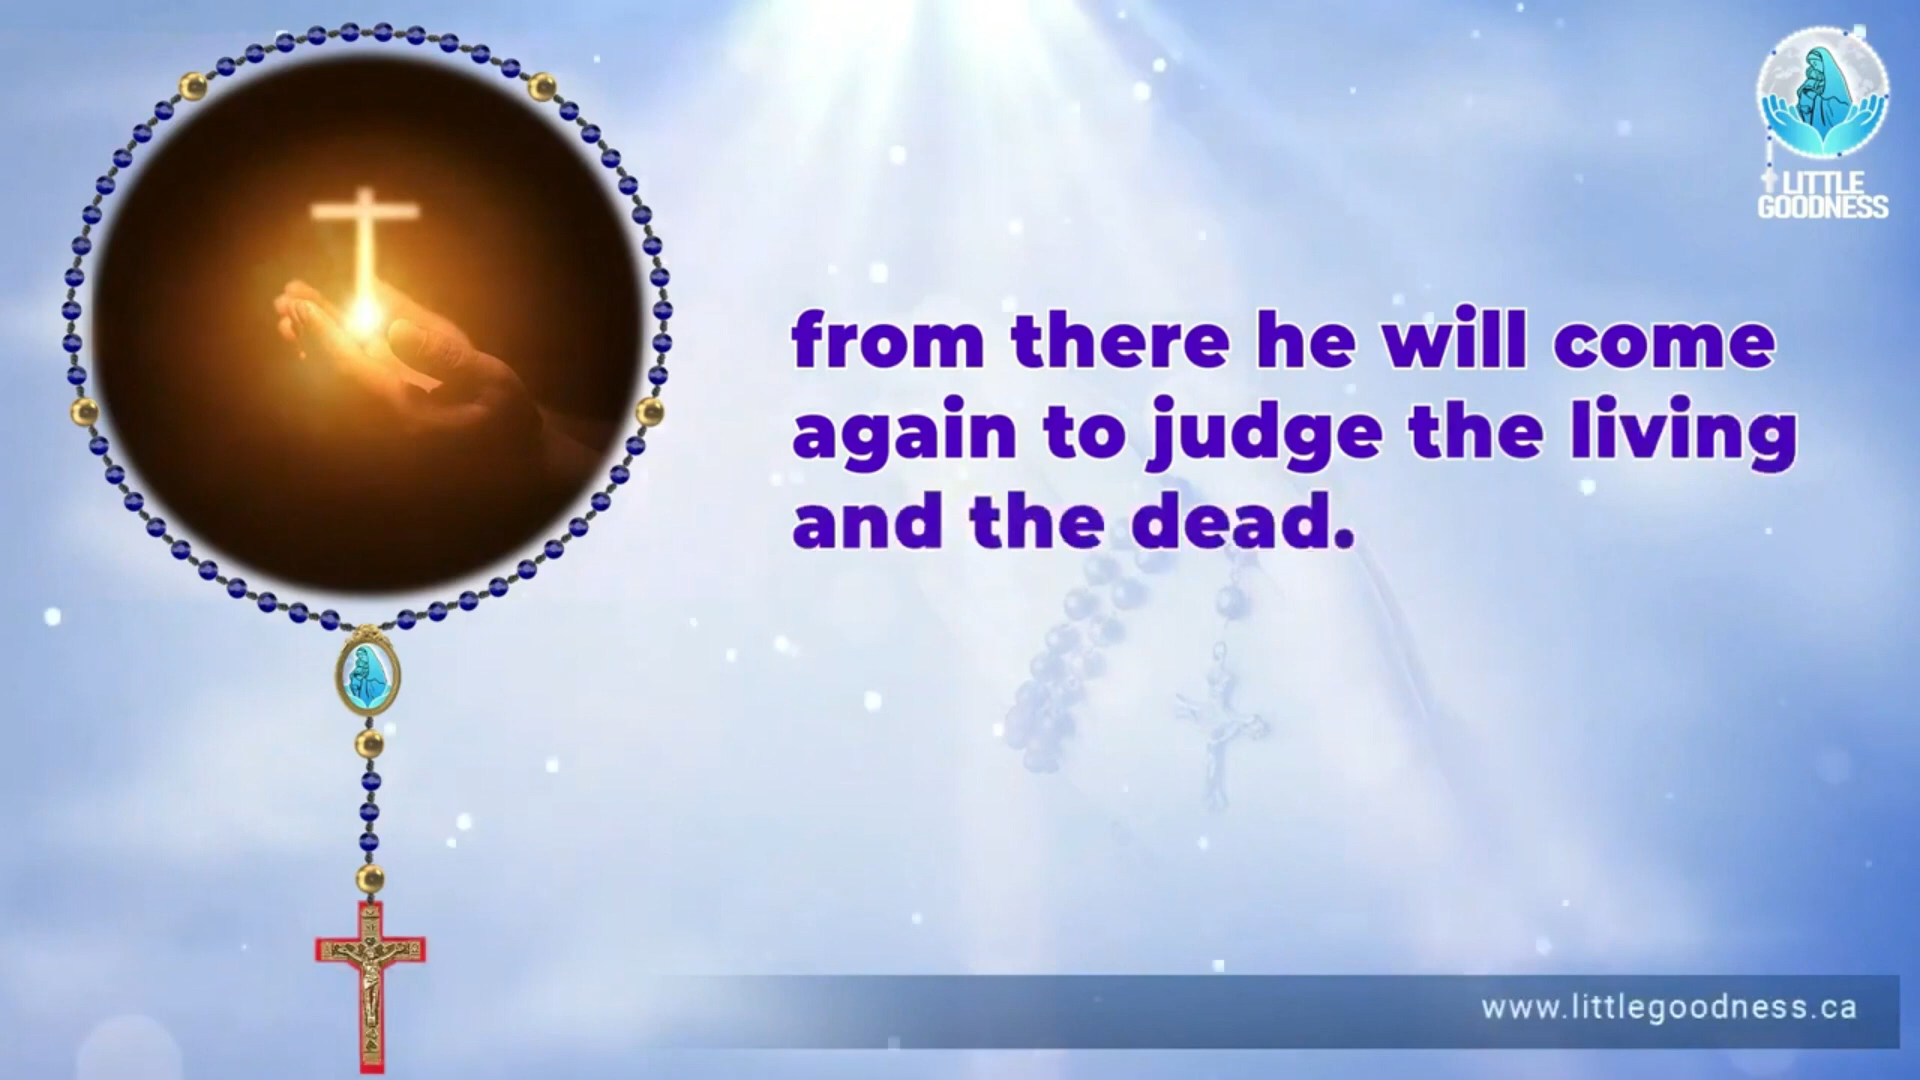 LITTLE
GOODNESS
from there he will come
again to judge the living
and the dead.
www.littlegoodness.ca